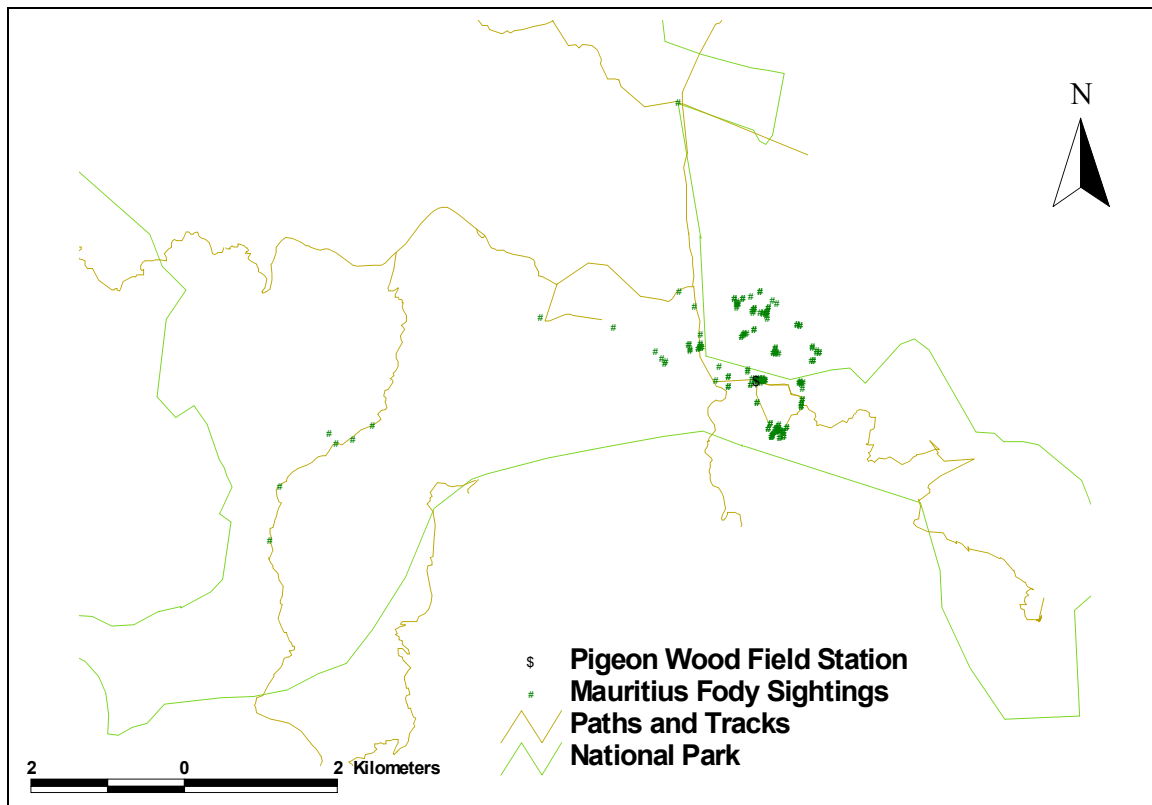 N
$ Pigeon Wood Field Station
# Mauritius Fody Sightings
Paths and Tracks
National Park
2 0 2 Kilometers